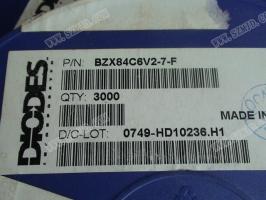 DIODES
P/N: BZX84C6V2-7-F
QTY: 3000
MADE IN
D/C-LOT: 0749-HD10236.H1